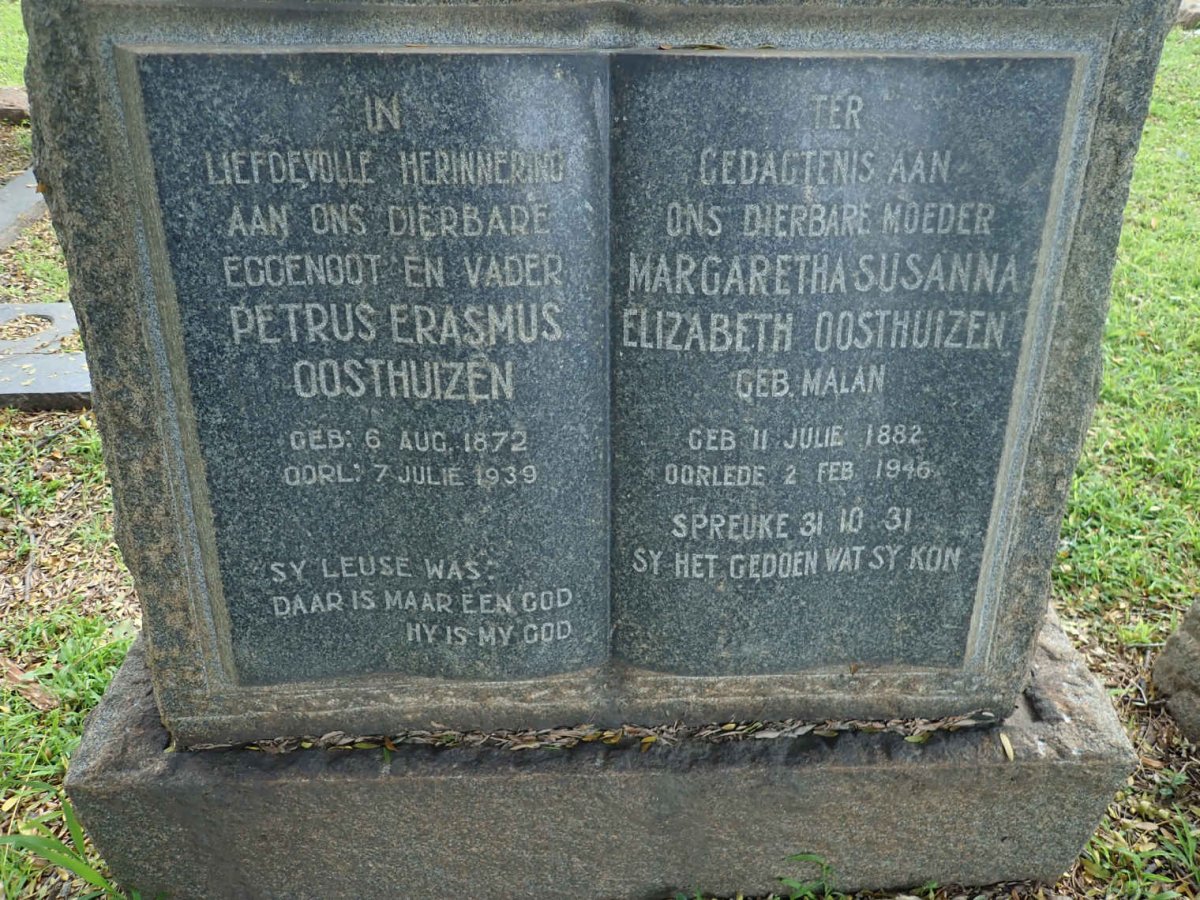 IN
LIEFDEVOLLE HERINNERING
AAN ONS DIERBARE
EGGENOOT EN VADER
PETRUS ERASMUS
OOSTHUIZEN
GEB: 6 AUG. 1872
OORL: 7 JULIE 1939
SY LEUSE WAS:
DAAR IS MAAR EEN GOD
HY IS MY GOD
TER
GEDAGTENIS AAN
ONS DIERBARE MOEDER
MARGARETHA SUSANNA
ELIZABETH OOSTHUIZEN
GEB. MALAN
GEB 11 JULIE 1882
OORLEDE 2 FEB 1946
SPREUKE 31 10 31
SY HET GEDOEN WAT SY KON